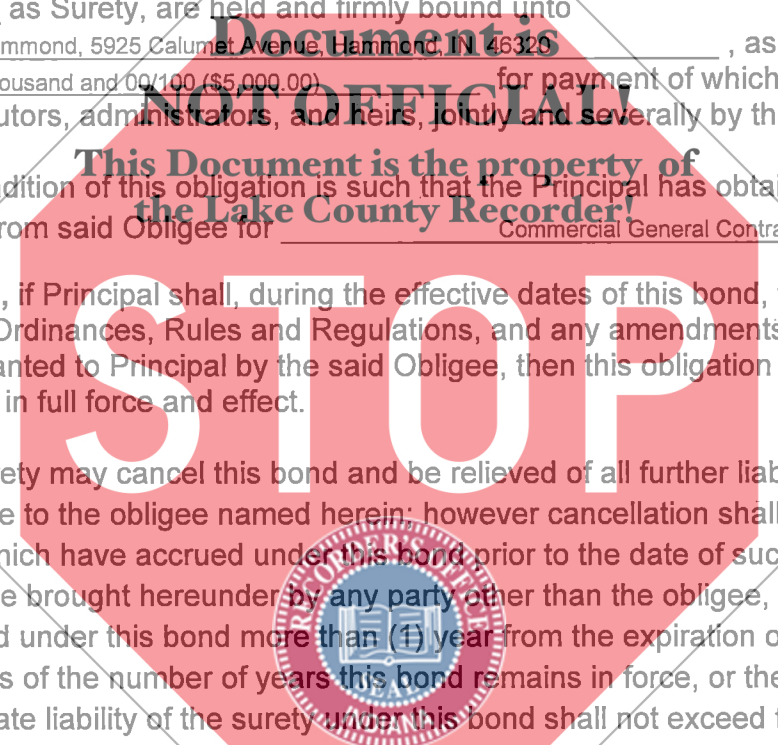 as Surety, are held and firmly bound unto
Document is
mmond, 5925 Calumet Avenue, Hammond, IN 46320 , as
ousand and 00/100 ($5,000.00) for payment of which
NOT OFFICIAL!
utors, administrators, and heirs, jointly and severally by th
This Document is the property of
dition of this obligation is such that the Principal has obtai
the Lake County Recorder!
rom said Obligee for Commercial General Contra
, if Principal shall, during the effective dates of this bond,
Ordinances, Rules and Regulations, and any amendments
anted to Principal by the said Obligee, then this obligation
in full force and effect.
STOP
ety may cancel this bond and be relieved of all further liab
e to the obligee named herein; however cancellation shall
hich have accrued under this bond prior to the date of suc
e brought hereunder by any party other than the obligee,
d under this bond more than (1) year from the expiration o
s of the number of years this bond remains in force, or the
ate liability of the surety under this bond shall not exceed t
RECORDER'S OFFICE
SEAL